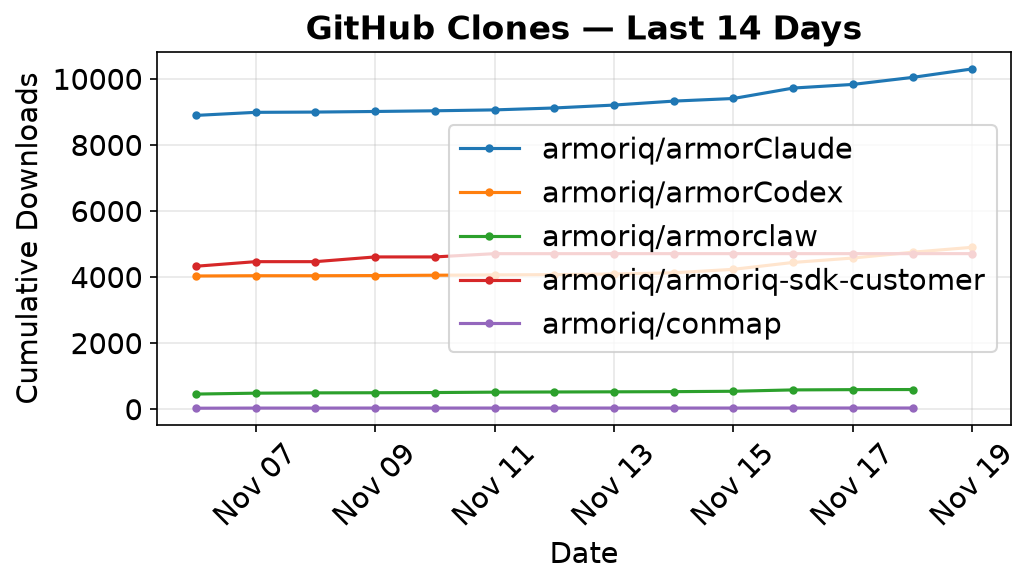 GitHub Clones — Last 14 Days
Cumulative Downloads
10000
8000
6000
4000
2000
0
armoriq/armorClaude
armoriq/armorCodex
armoriq/armorclaw
armoriq/armoriq-sdk-customer
armoriq/conmap
Nov 07
Nov 09
Nov 11
Nov 13
Nov 15
Nov 17
Nov 19
Date